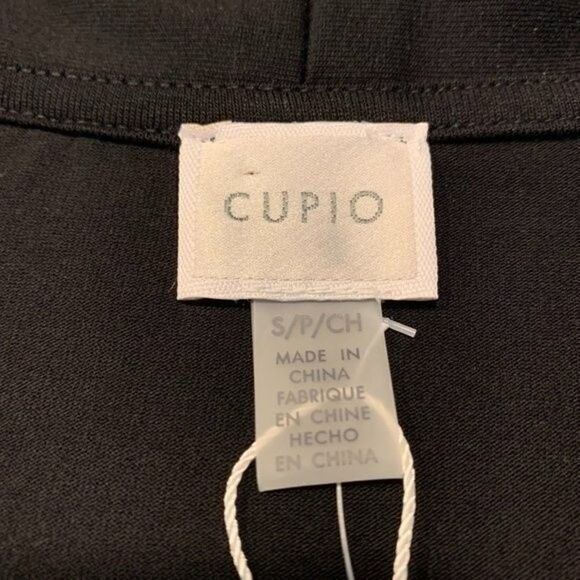 CUPIO
S/P/CH
MADE IN
CHINA
FABRIQUE
EN CHINE
HECHO
EN CHINA